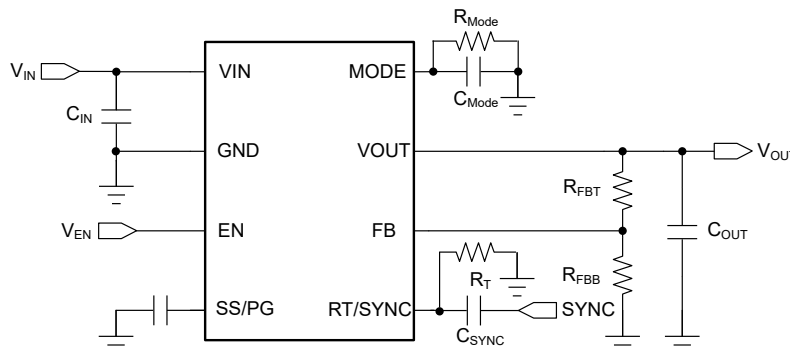 R_Mode
V_IN
VIN
MODE
C_IN
C_Mode
GND
VOUT
V_OUT
R_FBT
V_EN
EN
FB
C_OUT
R_T
R_FBB
SS/PG
RT/SYNC
SYNC
C_SYNC